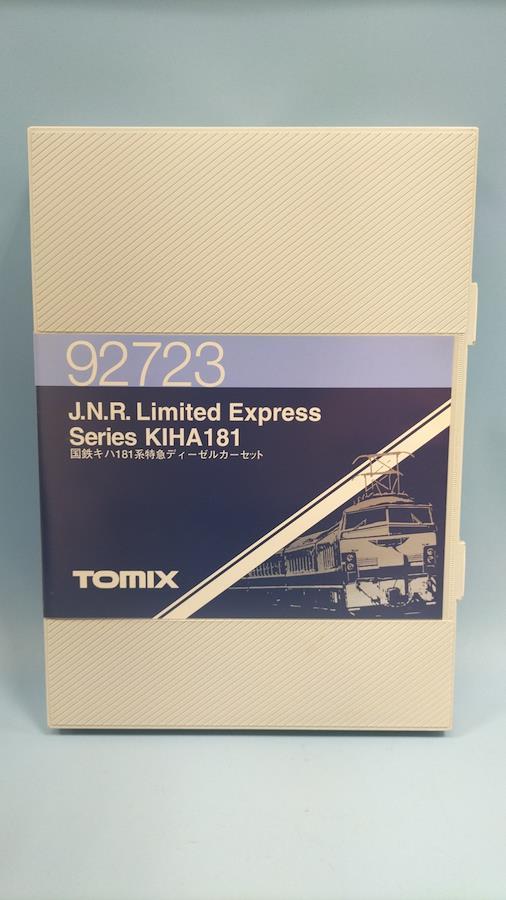 92723
J.N.R. Limited Express
Series KIHA181
国鉄キハ181系特急ディーゼルカーセット
TOMIX